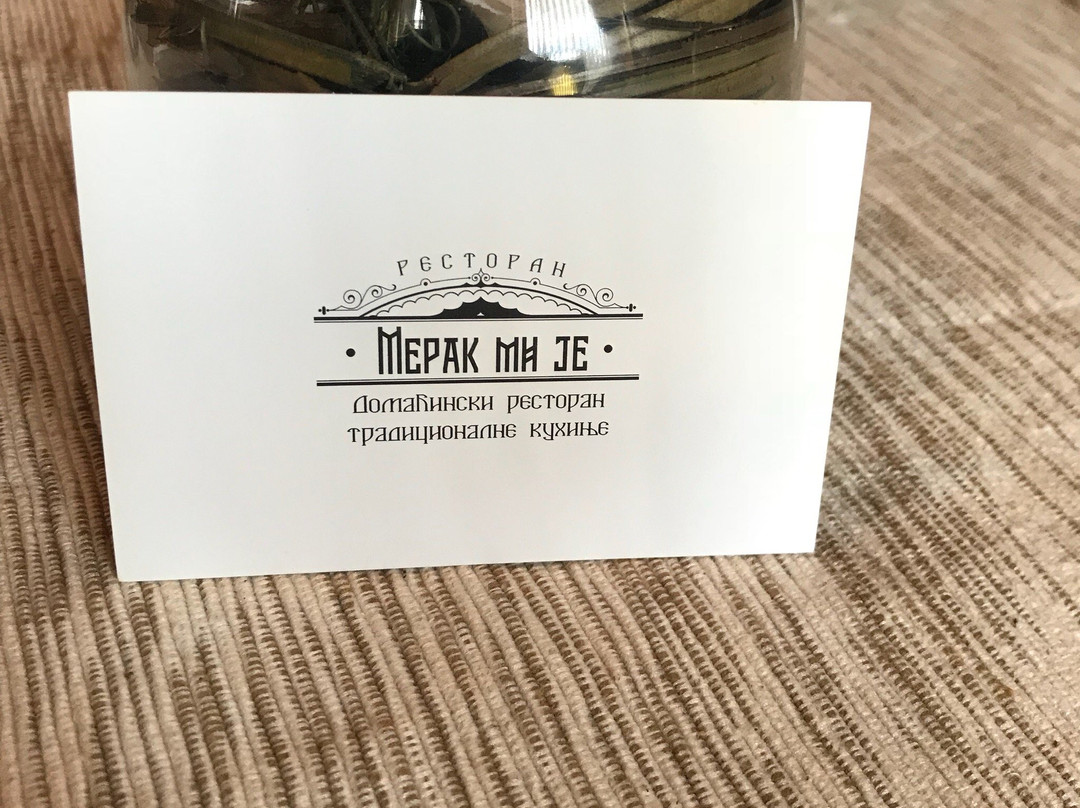 РЕСТОРАН
• МЕРАК МИ ЈЕ •
Домаћински ресторан
традиционалне кухиње